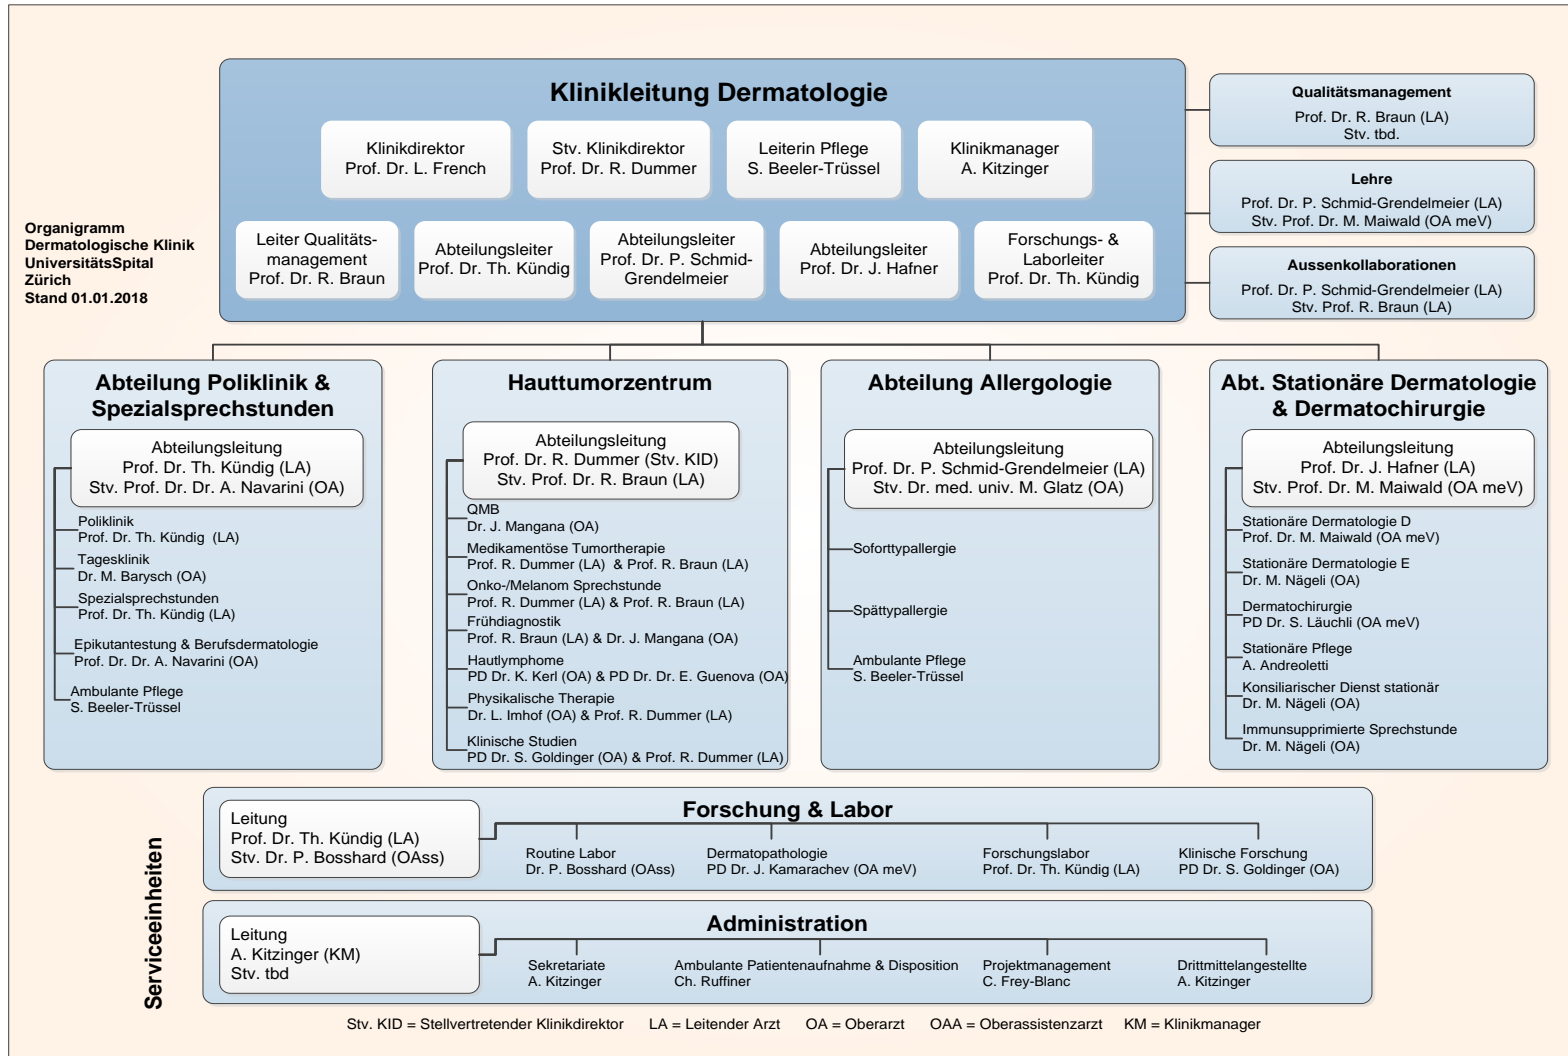 Organigramm
Dermatologische Klinik
UniversitätsSpital
Zürich
Stand 01.01.2018
Klinikleitung Dermatologie
Klinikdirektor
Prof. Dr. L. French
Stv. Klinikdirektor
Prof. Dr. R. Dummer
Leiterin Pflege
S. Beeler-Trüssel
Klinikmanager
A. Kitzinger
Leiter Qualitäts-
management
Prof. Dr. R. Braun
Abteilungsleiter
Prof. Dr. Th. Kündig
Abteilungsleiter
Prof. Dr. P. Schmid-
Grendelmeier
Abteilungsleiter
Prof. Dr. J. Hafner
Forschungs- &
Laborleiter
Prof. Dr. Th. Kündig
Qualitätsmanagement
Prof. Dr. R. Braun (LA)
Stv. tbd.
Lehre
Prof. Dr. P. Schmid-Grendelmeier (LA)
Stv. Prof. Dr. M. Maiwald (OA meV)
Aussenkollaborationen
Prof. Dr. P. Schmid-Grendelmeier (LA)
Stv. Prof. R. Braun (LA)
Abteilung Poliklinik &
Spezialsprechstunden
Abteilungsleitung
Prof. Dr. Th. Kündig (LA)
Stv. Prof. Dr. Dr. A. Navarini (OA)
Poliklinik
Prof. Dr. Th. Kündig (LA)
Tagesklinik
Dr. M. Barysch (OA)
Spezialsprechstunden
Prof. Dr. Th. Kündig (LA)
Epikutantestung & Berufsdermatologie
Prof. Dr. Dr. A. Navarini (OA)
Ambulante Pflege
S. Beeler-Trüssel
Hauttumorzentrum
Abteilungsleitung
Prof. Dr. R. Dummer (Stv. KID)
Stv. Prof. Dr. R. Braun (LA)
QMB
Dr. J. Mangana (OA)
Medikamentöse Tumortherapie
Prof. R. Dummer (LA) & Prof. R. Braun (LA)
Onko-/Melanom Sprechstunde
Prof. R. Dummer (LA) & Prof. R. Braun (LA)
Frühdiagnostik
Prof. R. Braun (LA) & Dr. J. Mangana (OA)
Hautlymphome
PD Dr. K. Kerl (OA) & PD Dr. Dr. E. Guenova (OA)
Physikalische Therapie
Dr. L. Imhof (OA) & Prof. R. Dummer (LA)
Klinische Studien
PD Dr. S. Goldinger (OA) & Prof. R. Dummer (LA)
Abteilung Allergologie
Abteilungsleitung
Prof. Dr. P. Schmid-Grendelmeier (LA)
Stv. Dr. med. univ. M. Glatz (OA)
Soforttypallergie
Spättypallergie
Ambulante Pflege
S. Beeler-Trüssel
Abt. Stationäre Dermatologie
& Dermatochirurgie
Abteilungsleitung
Prof. Dr. J. Hafner (LA)
Stv. Prof. Dr. M. Maiwald (OA meV)
Stationäre Dermatologie D
Prof. Dr. M. Maiwald (OA meV)
Stationäre Dermatologie E
Dr. M. Nägeli (OA)
Dermatochirurgie
PD Dr. S. Läuchli (OA meV)
Stationäre Pflege
A. Andreoletti
Konsiliarischer Dienst stationär
Dr. M. Nägeli (OA)
Immunsupprimierte Sprechstunde
Dr. M. Nägeli (OA)
Serviceeinheiten
Forschung & Labor
Leitung
Prof. Dr. Th. Kündig (LA)
Stv. Dr. P. Bosshard (OAss)
Routine Labor
Dr. P. Bosshard (OAss)
Dermatopathologie
PD Dr. J. Kamarachev (OA meV)
Forschungslabor
Prof. Dr. Th. Kündig (LA)
Klinische Forschung
PD Dr. S. Goldinger (OA)
Administration
Leitung
A. Kitzinger (KM)
Stv. tbd
Sekretariate
A. Kitzinger
Ambulante Patientenaufnahme & Disposition
Ch. Ruffiner
Projektmanagement
C. Frey-Blanc
Drittmittelangestellte
A. Kitzinger
Stv. KID = Stellvertretender Klinikdirektor LA = Leitender Arzt OA = Oberarzt OAA = Oberassistenzarzt KM = Klinikmanager